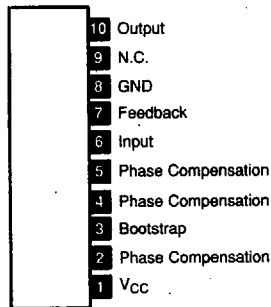 10 Output
9 N.C.
8 GND
7 Feedback
6 Input
5 Phase Compensation
4 Phase Compensation
3 Bootstrap
2 Phase Compensation
1 VCC